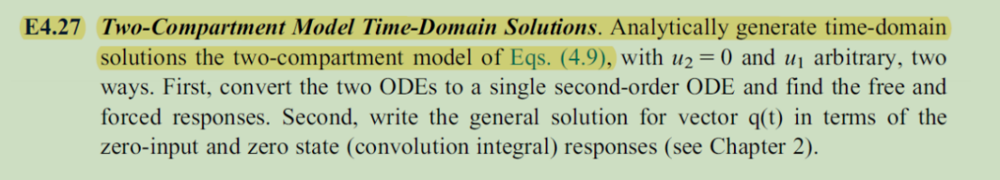 E4.27 Two-Compartment Model Time-Domain Solutions. Analytically generate time-domain
solutions the two-compartment model of Eqs. (4.9), with u₂ = 0 and u₁ arbitrary, two
ways. First, convert the two ODEs to a single second-order ODE and find the free and
forced responses. Second, write the general solution for vector q(t) in terms of the
zero-input and zero state (convolution integral) responses (see Chapter 2).